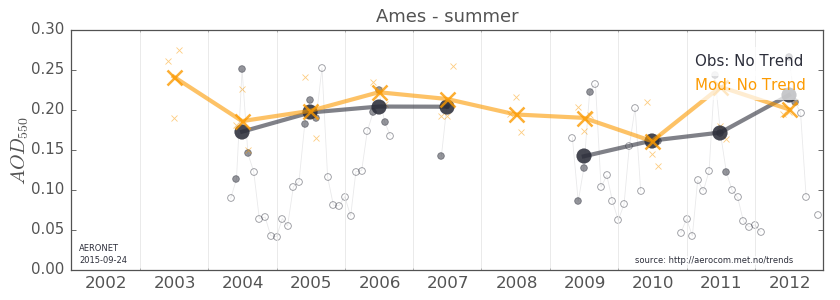 Ames - summer
0.30
0.25
0.20
0.15
0.10
0.05
0.00
AOD550
Obs: No Trend
Mod: No Trend
AERONET
2015-09-24
source: http://aerocom.met.no/trends
2002 2003 2004 2005 2006 2007 2008 2009 2010 2011 2012